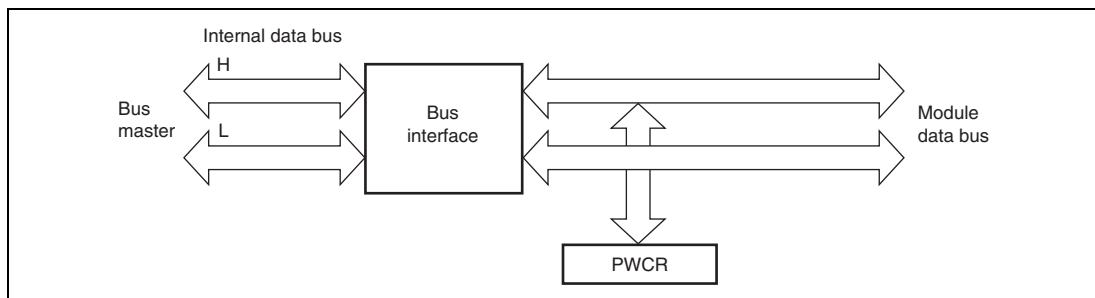 Internal data bus
H
Bus
master
L
Bus
interface
Module
data bus
PWCR